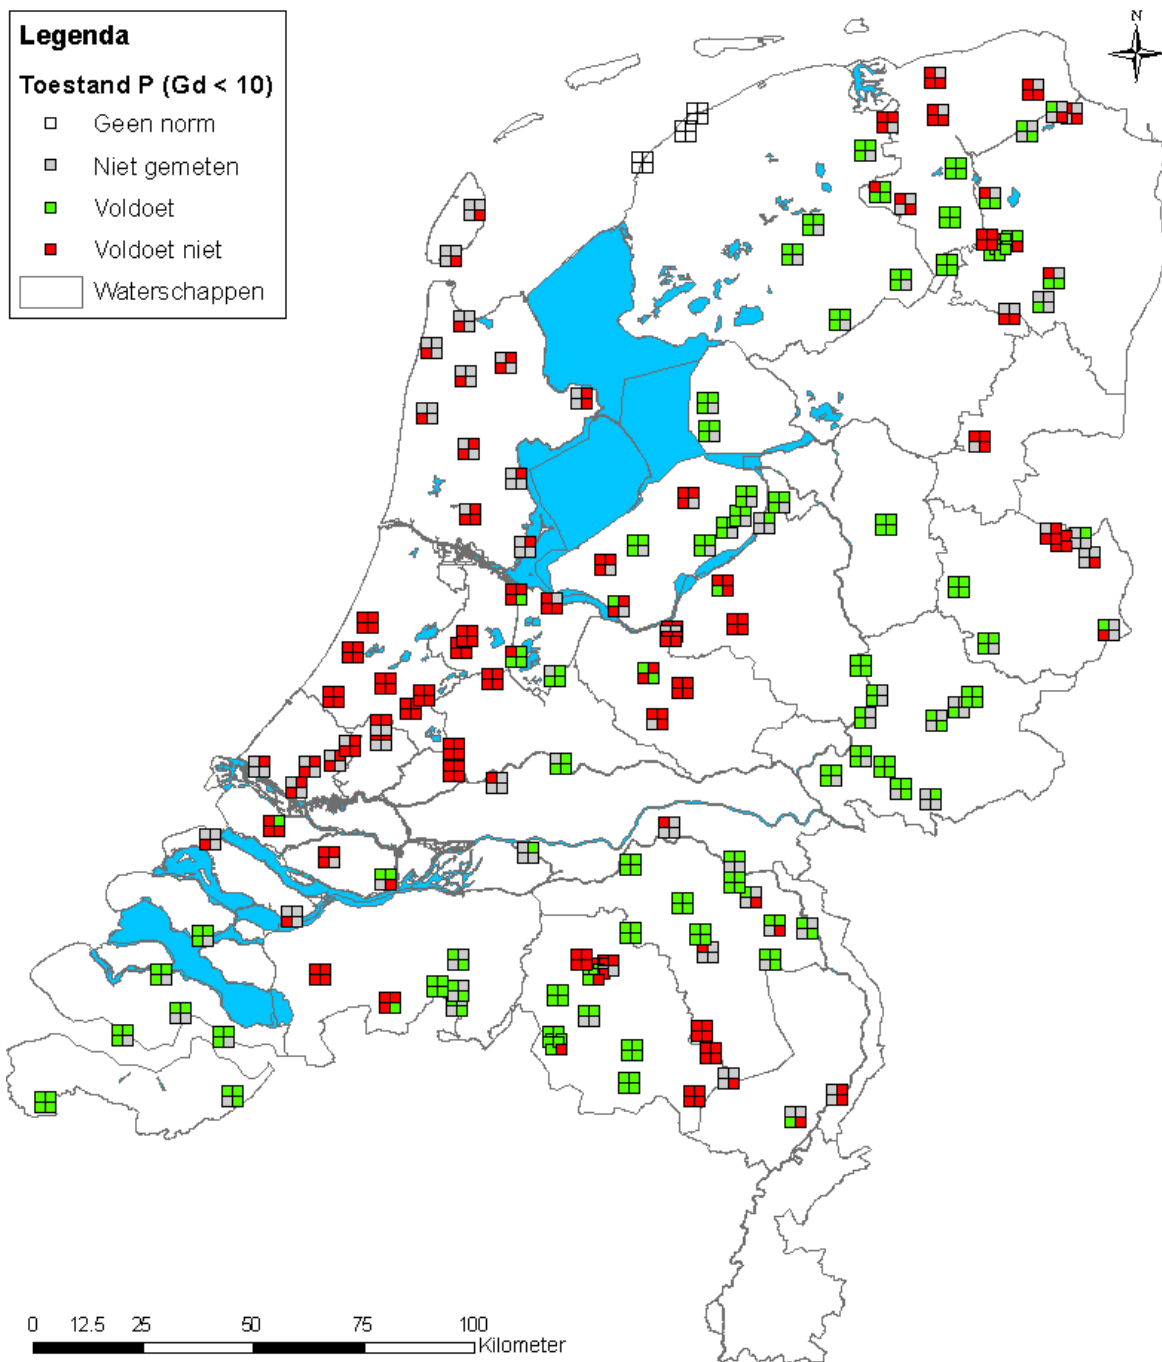 Legenda
Toestand P (Gd < 10)
Geen norm
Niet gemeten
Voldoet
Voldoet niet
Waterschappen
N
0 12.5 25 50 75 100
Kilometer